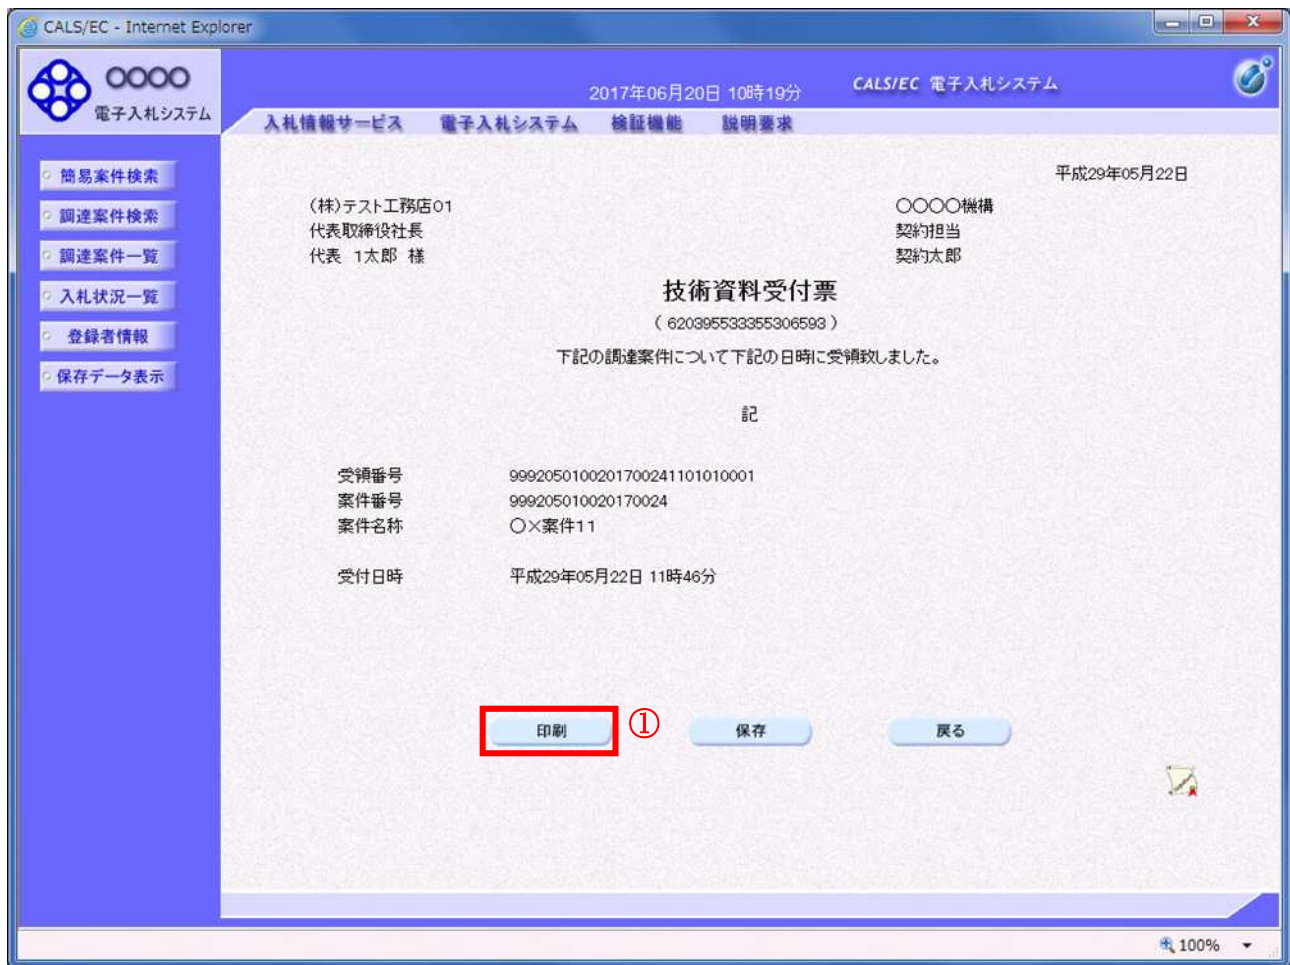 CALS/EC - Internet Explorer
○○○○
電子入札システム
2017年06月20日 10時19分
CALS/EC 電子入札システム
入札情報サービス 電子入札システム 検証機能 説明要求
簡易案件検索
調達案件検索
調達案件一覧
入札状況一覧
登録者情報
保存データ表示
平成29年05月22日
(株)テスト工務店01
代表取締役社長
代表 1太郎 様
○○○○機構
契約担当
契約太郎
技術資料受付票
( 620395533355306593 )
下記の調達案件について下記の日時に受領致しました。
記
受領番号 9992050100201700241101010001
案件番号 999205010020170024
案件名称 ○×案件11
受付日時 平成29年05月22日 11時46分
印刷 ① 保存 戻る
100%